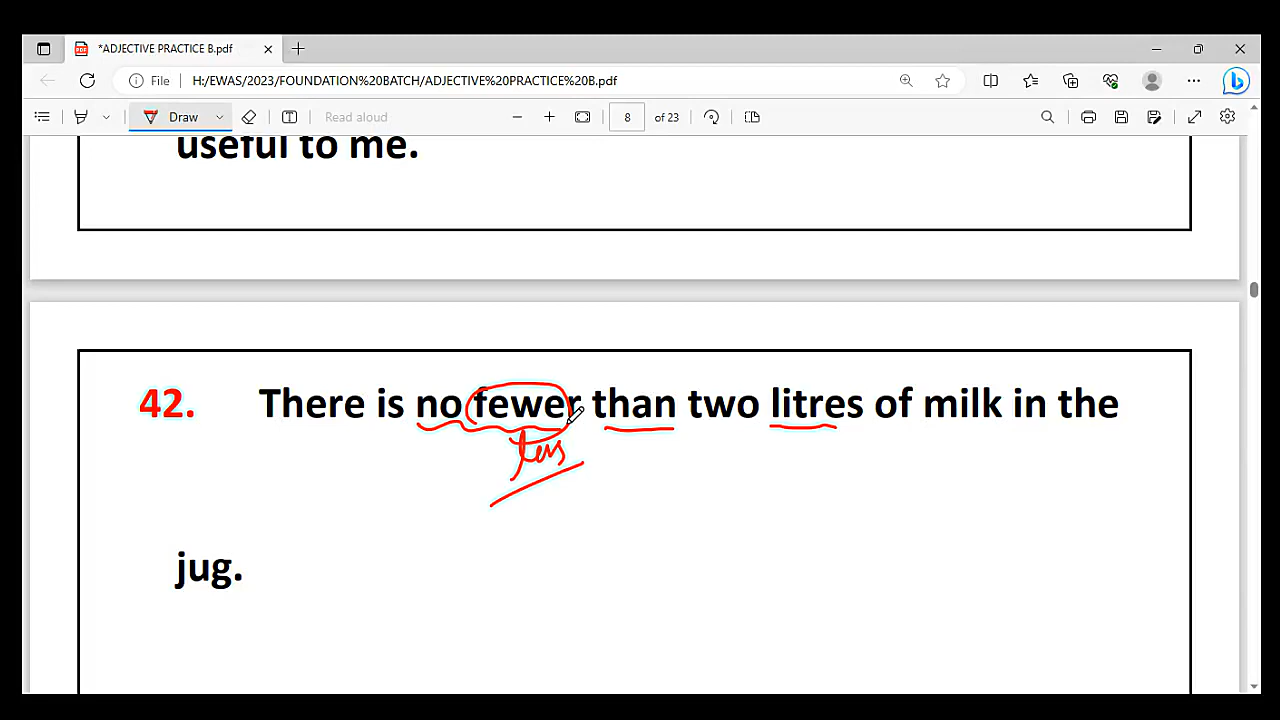 *ADJECTIVE PRACTICE B.pdf
File H:/EWAS/2023/FOUNDATION%20BATCH/ADJECTIVE%20PRACTICE%20B.pdf
Draw Read aloud 8 of 23
useful to me.
42. There is no fewer than two litres of milk in the
less
jug.